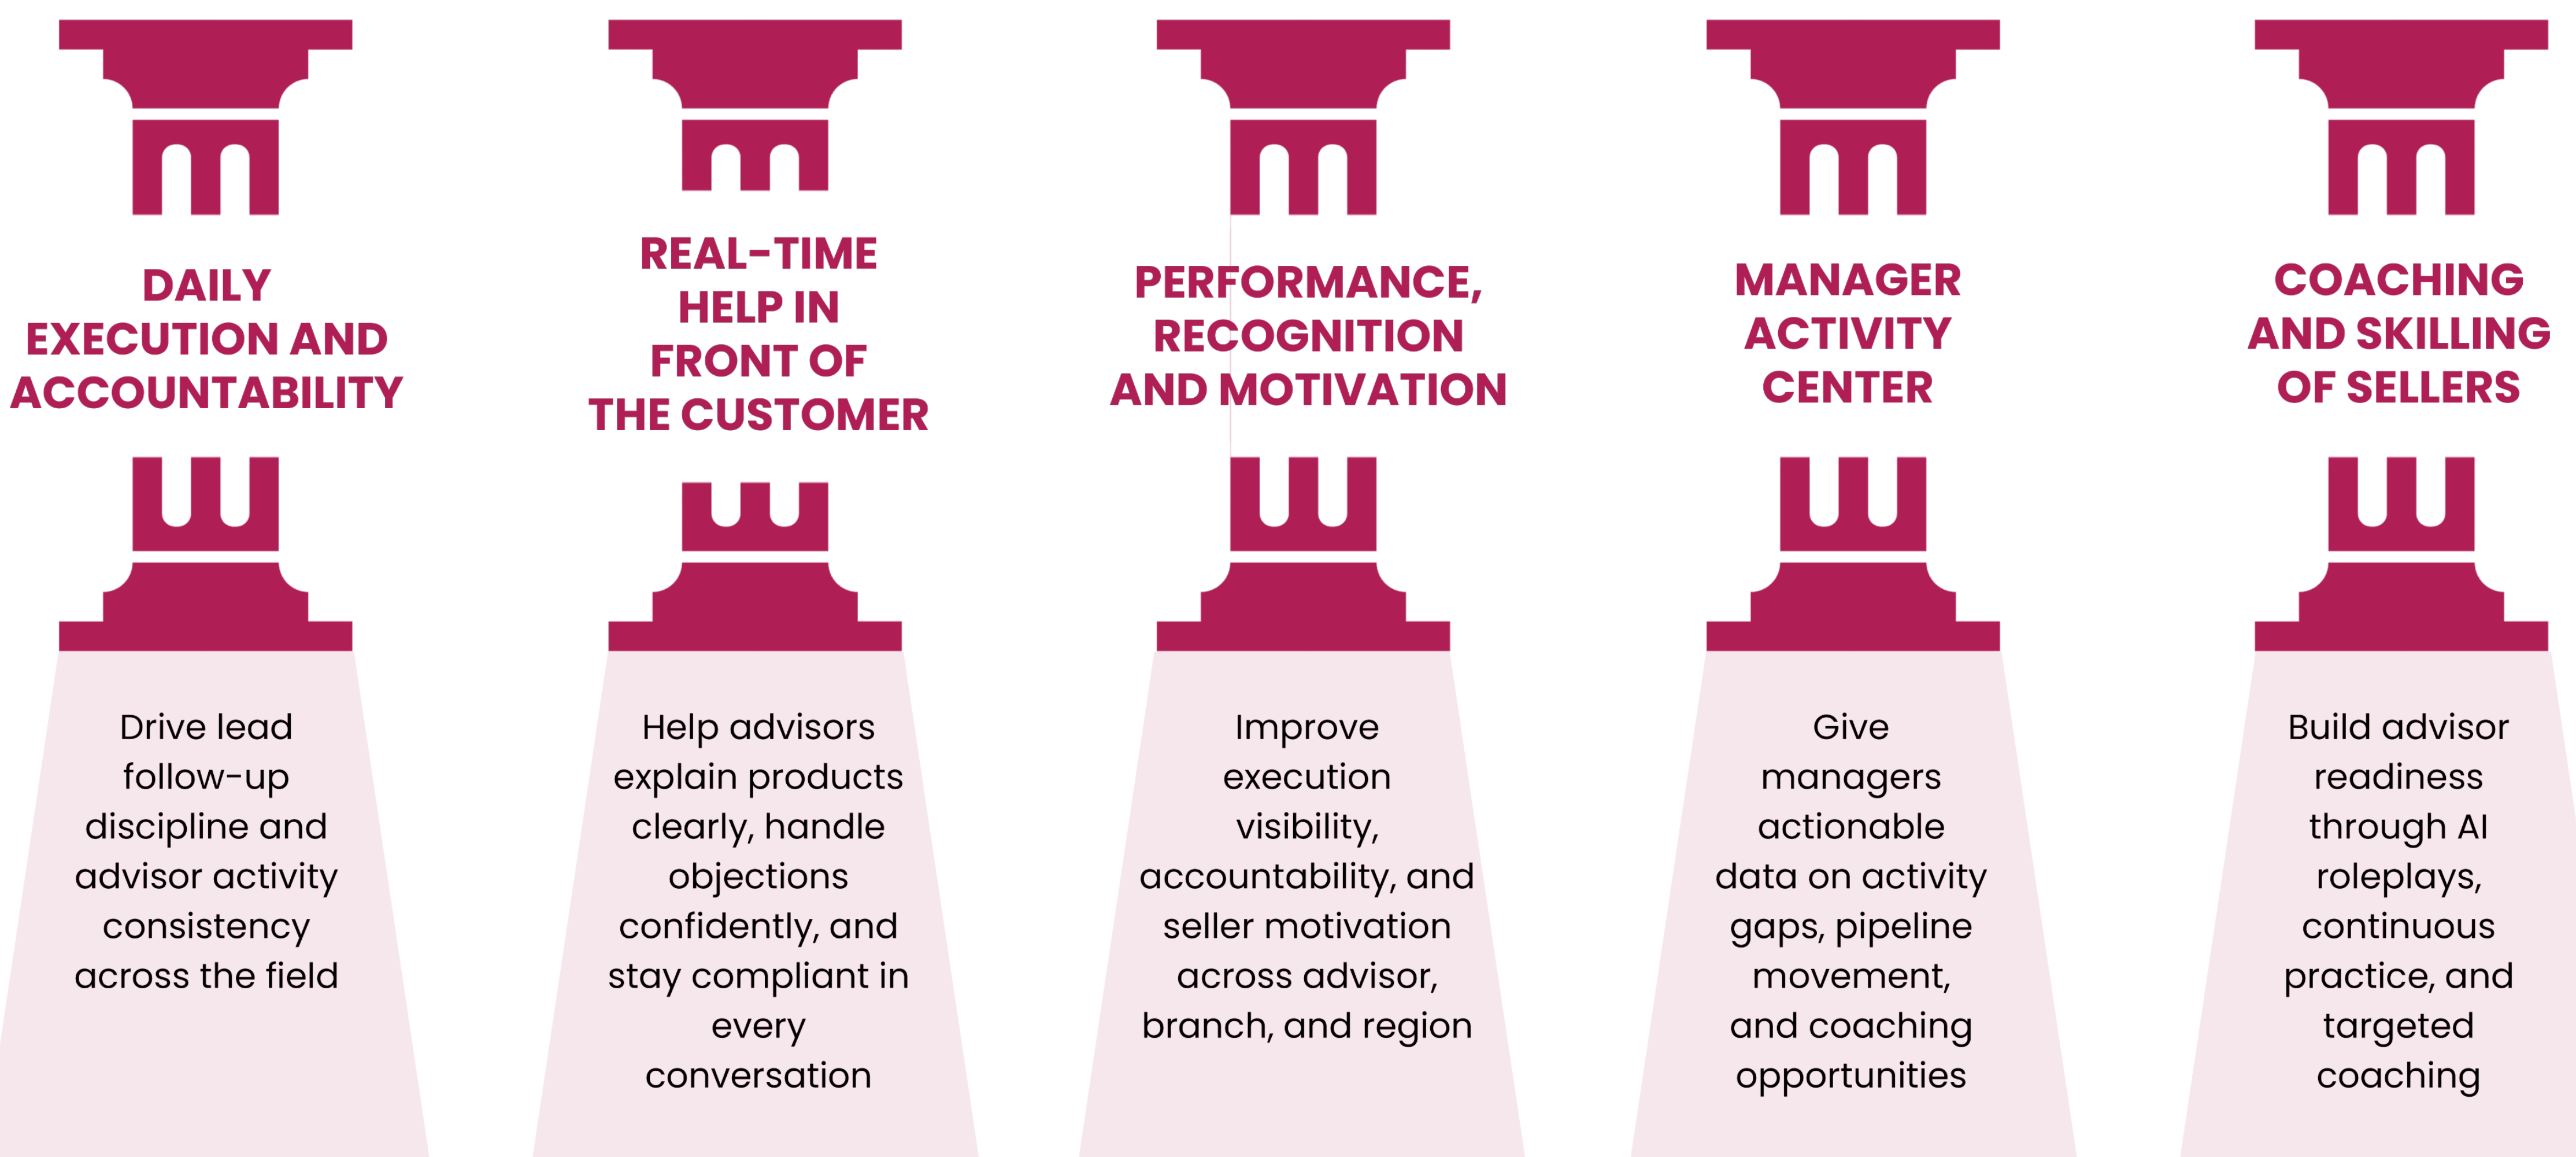 DAILY
EXECUTION AND
ACCOUNTABILITY
Drive lead
follow-up
discipline and
advisor activity
consistency
across the field
REAL-TIME
HELP IN
FRONT OF
THE CUSTOMER
Help advisors
explain products
clearly, handle
objections
confidently, and
stay compliant in
every
conversation
PERFORMANCE,
RECOGNITION
AND MOTIVATION
Improve
execution
visibility,
accountability, and
seller motivation
across advisor,
branch, and region
MANAGER
ACTIVITY
CENTER
Give
managers
actionable
data on activity
gaps, pipeline
movement,
and coaching
opportunities
COACHING
AND SKILLING
OF SELLERS
Build advisor
readiness
through AI
roleplays,
continuous
practice, and
targeted
coaching